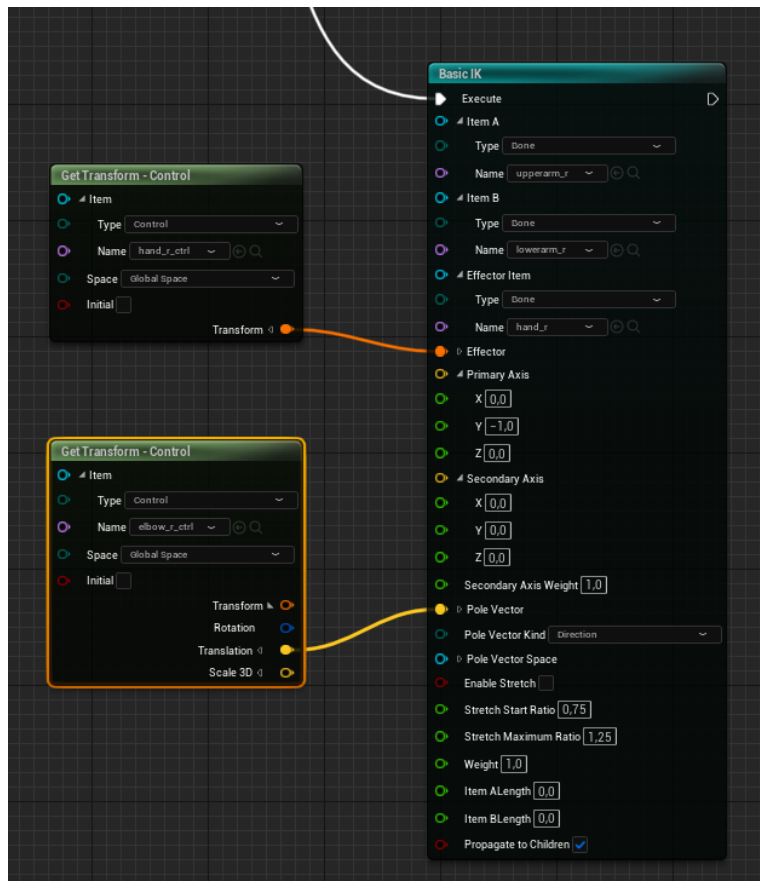 Get Transform - Control
Item
Type Control
Name hand_r_ctrl
Space Global Space
Initial
Transform
Get Transform - Control
Item
Type Control
Name elbow_r_ctrl
Space Global Space
Initial
Transform
Rotation
Translation
Scale 3D
Basic IK
Execute
Item A
Type Bone
Name upperarm_r
Item B
Type Bone
Name lowerarm_r
Effector Item
Type Bone
Name hand_r
Effector
Primary Axis
X 0,0
Y -1,0
Z 0,0
Secondary Axis
X 0,0
Y 0,0
Z 0,0
Secondary Axis Weight 1,0
Pole Vector
Pole Vector Kind Direction
Pole Vector Space
Enable Stretch
Stretch Start Ratio 0,75
Stretch Maximum Ratio 1,25
Weight 1,0
Item ALength 0,0
Item BLength 0,0
Propagate to Children